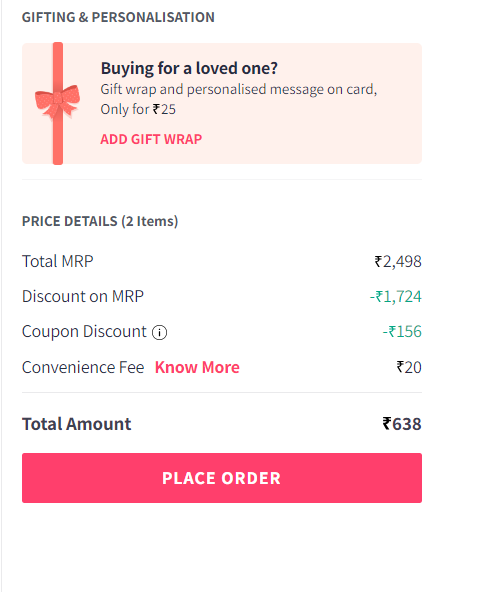 GIFTING & PERSONALISATION
Buying for a loved one?
Gift wrap and personalised message on card,
Only for ₹25
ADD GIFT WRAP
PRICE DETAILS (2 Items)
Total MRP ₹2,498
Discount on MRP -₹1,724
Coupon Discount -₹156
Convenience Fee Know More ₹20
Total Amount ₹638
PLACE ORDER